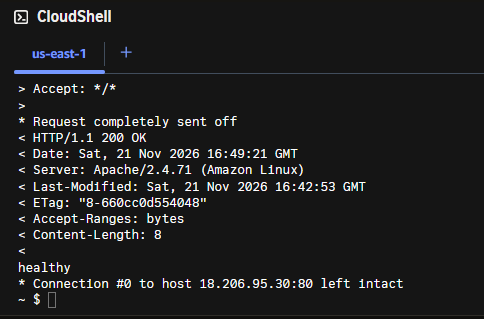 CloudShell
us-east-1 +
> Accept: */*
>
* Request completely sent off
< HTTP/1.1 200 OK
< Date: Sat, 21 Nov 2026 16:49:21 GMT
< Server: Apache/2.4.71 (Amazon Linux)
< Last-Modified: Sat, 21 Nov 2026 16:42:53 GMT
< ETag: "8-660cc0d554048"
< Accept-Ranges: bytes
< Content-Length: 8
<
healthy
* Connection #0 to host 18.206.95.30:80 left intact
~ $